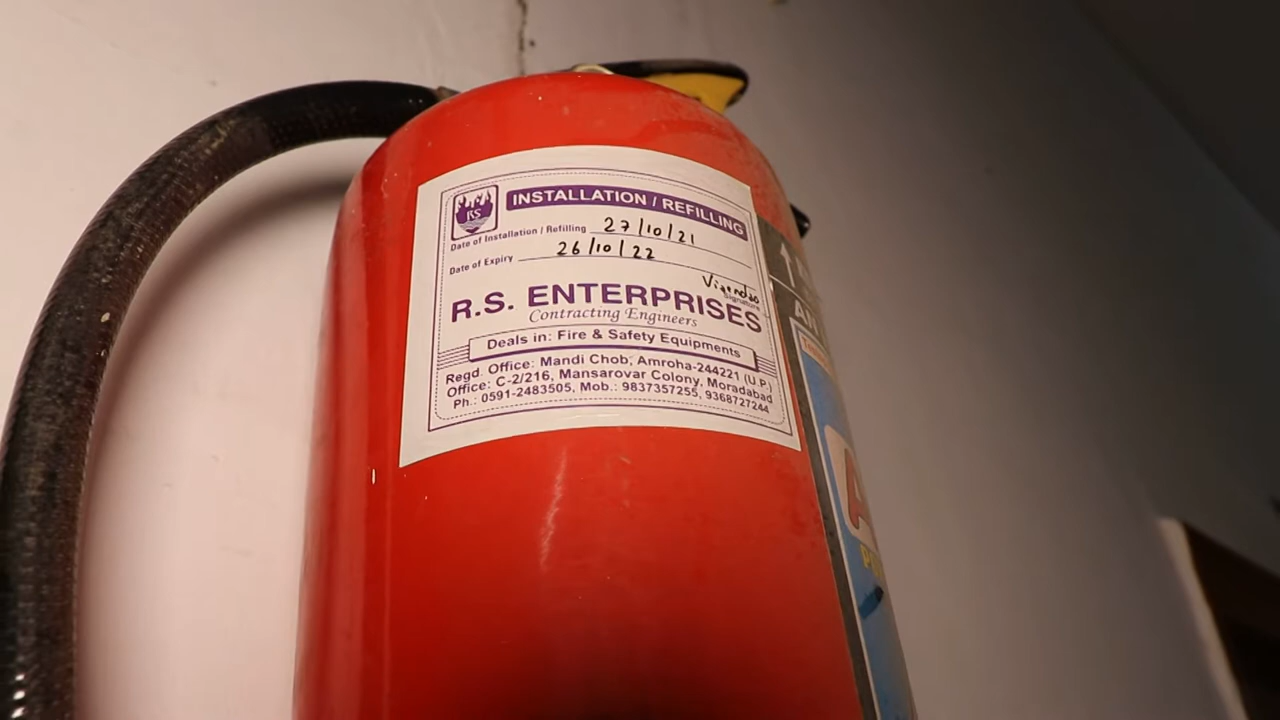 RS
INSTALLATION / REFILLING
Date of Installation / Refilling 27/10/21
Date of Expiry 26/10/22
Signature
R.S. ENTERPRISES
Contracting Engineers
Deals in: Fire & Safety Equipments
Regd. Office: Mandi Chob, Amroha-244221 (U.P.)
Office: C-2/216, Mansarovar Colony, Moradabad
Ph.: 0591-2483505, Mob.: 9837357255, 9368727244